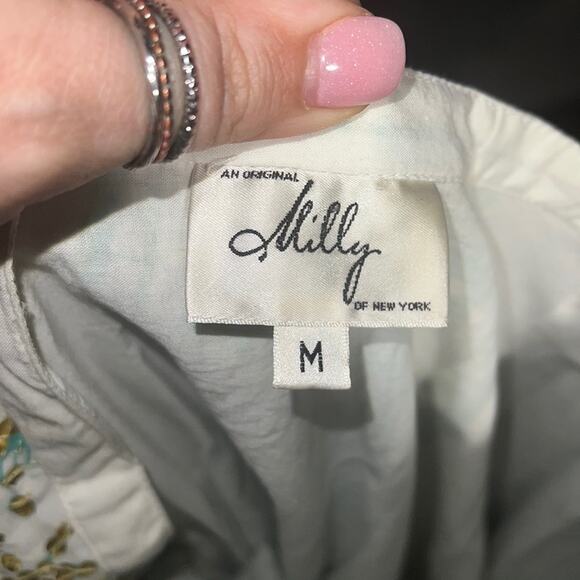 AN ORIGINAL
Milly
OF NEW YORK
M